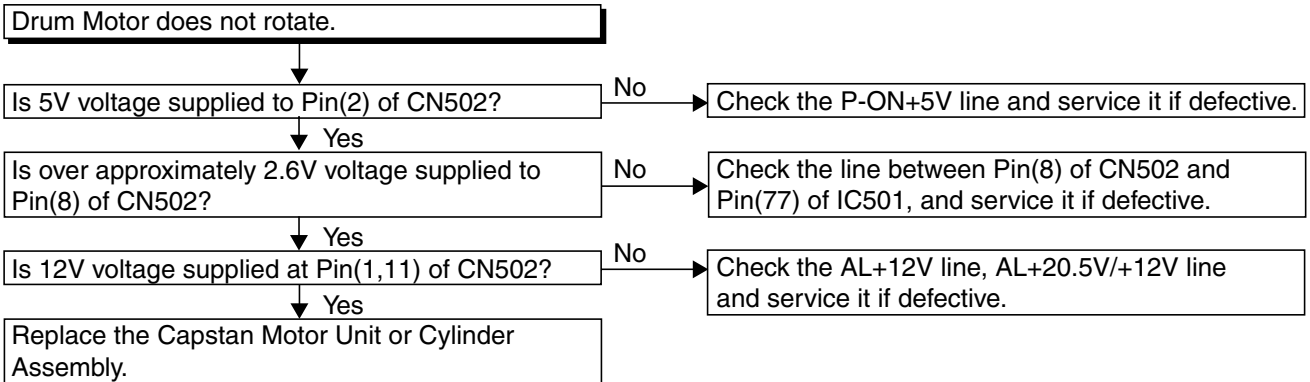 Drum Motor does not rotate.
Is 5V voltage supplied to Pin(2) of CN502?
No
Check the P-ON+5V line and service it if defective.
Yes
Is over approximately 2.6V voltage supplied to
Pin(8) of CN502?
No
Check the line between Pin(8) of CN502 and
Pin(77) of IC501, and service it if defective.
Yes
Is 12V voltage supplied at Pin(1,11) of CN502?
No
Check the AL+12V line, AL+20.5V/+12V line
and service it if defective.
Yes
Replace the Capstan Motor Unit or Cylinder
Assembly.